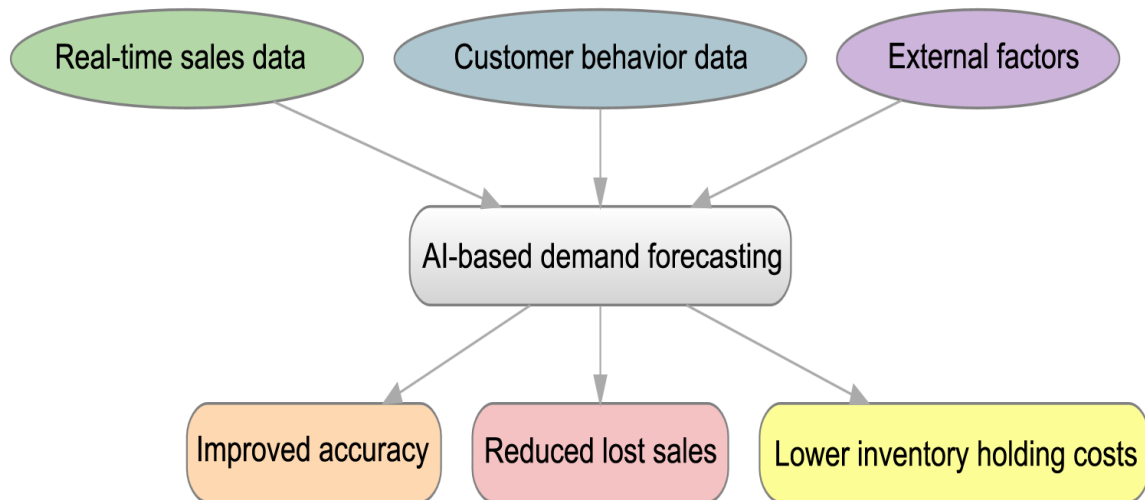 Real-time sales data
Customer behavior data
External factors
AI-based demand forecasting
Improved accuracy
Reduced lost sales
Lower inventory holding costs